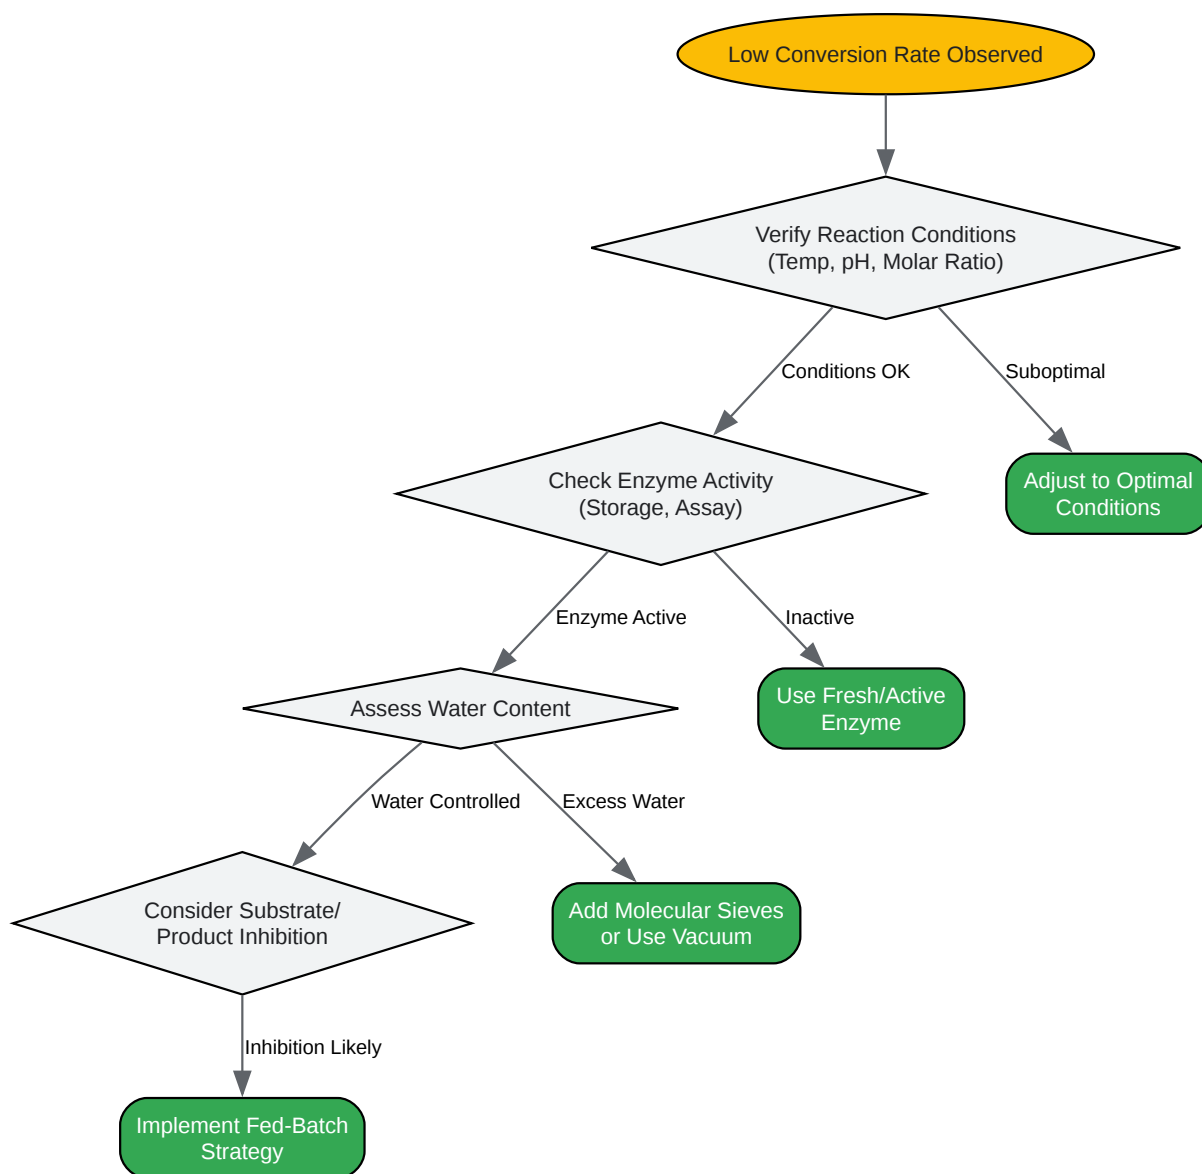 Low Conversion Rate Observed
Verify Reaction Conditions
(Temp, pH, Molar Ratio)
Conditions OK
Suboptimal
Check Enzyme Activity
(Storage, Assay)
Adjust to Optimal
Conditions
Enzyme Active
Inactive
Assess Water Content
Use Fresh/Active
Enzyme
Water Controlled
Excess Water
Consider Substrate/
Product Inhibition
Add Molecular Sieves
or Use Vacuum
Inhibition Likely
Implement Fed-Batch
Strategy